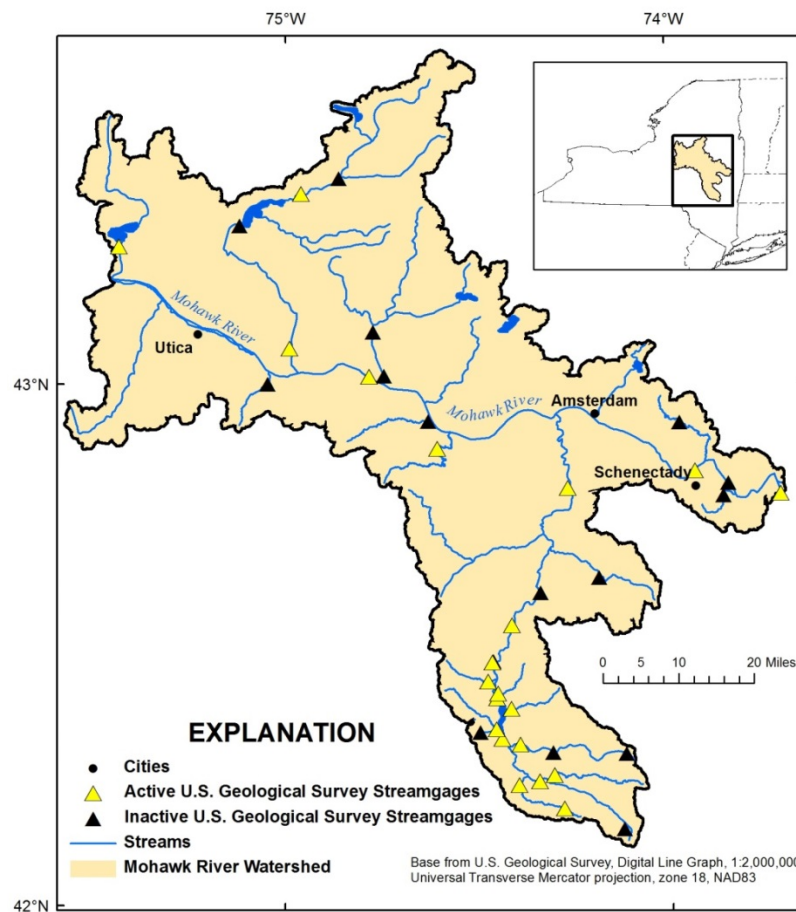 75°W
74°W
Mohawk River
Utica
43°N
Mohawk River
Amsterdam
Schenectady
0 5 10 20 Miles
EXPLANATION
Cities
Active U.S. Geological Survey Streamgages
Inactive U.S. Geological Survey Streamgages
Streams
Mohawk River Watershed
Base from U.S. Geological Survey, Digital Line Graph, 1:2,000,000
Universal Transverse Mercator projection, zone 18, NAD83
42°N